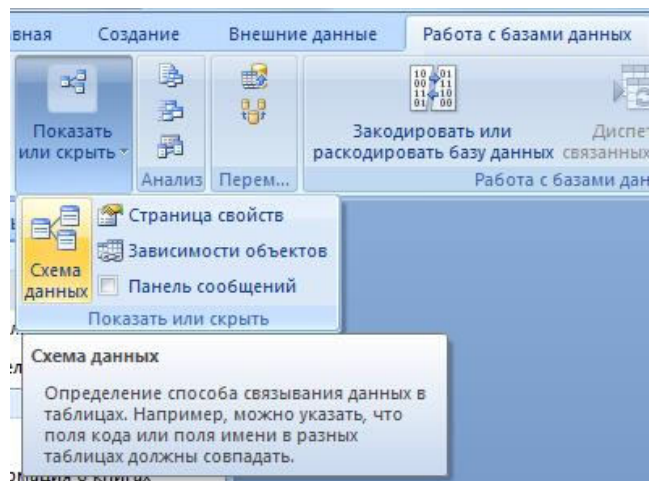 вная Создание Внешние данные Работа с базами данных
Показать
или скрыть
Закодировать или
раскодировать базу данных
Диспет
связанных
Анализ Перем... Работа с базами дан
Схема
данных
Страница свойств
Зависимости объектов
Панель сообщений
Показать или скрыть
Схема данных
Определение способа связывания данных в
таблицах. Например, можно указать, что
поля кода или поля имени в разных
таблицах должны совпадать.